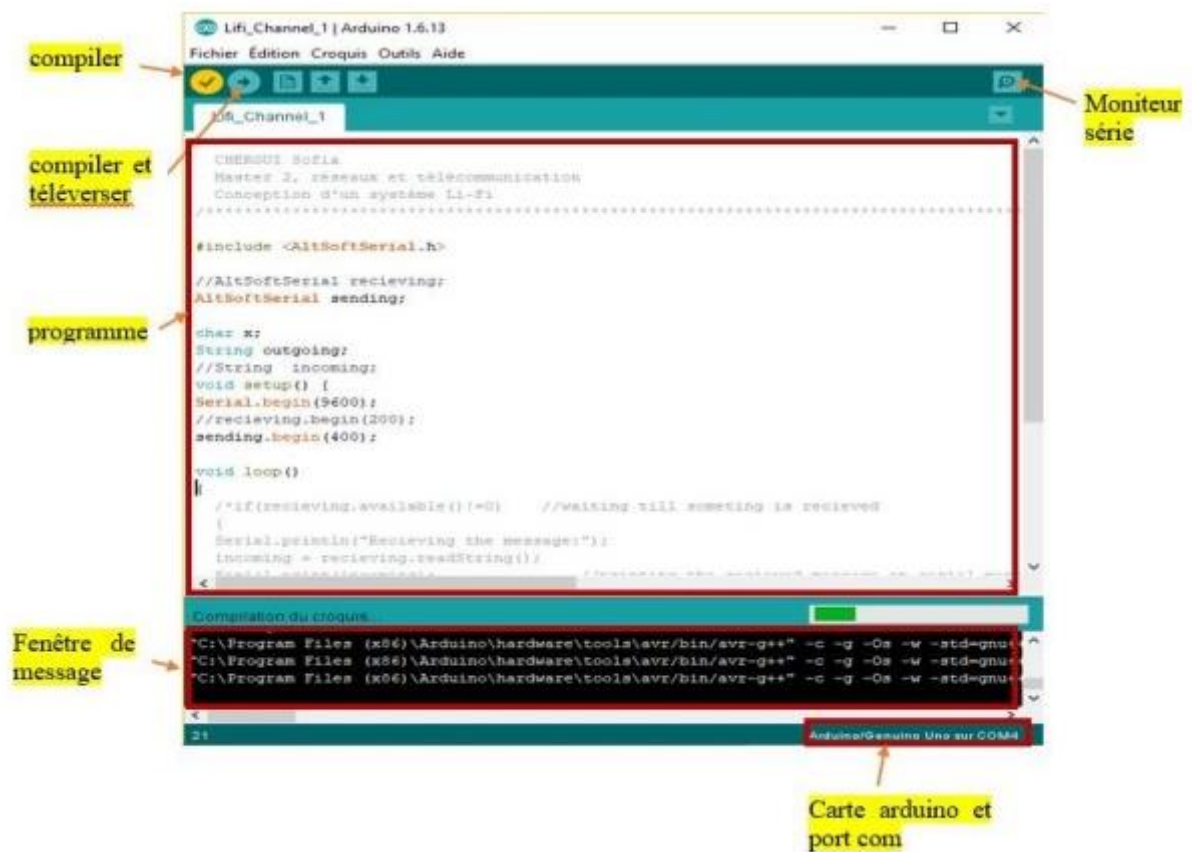 Lifi_Channel_1 | Arduino 1.6.13
Fichier Édition Croquis Outils Aide
compiler
Lifi_Channel_1
Moniteur
série
compiler et
téléverser
CHERGUI Sofia
Master 2, réseaux et télécommunication
Conception d'un système Li-Fi
#include <AltSoftSerial.h>
//AltSoftSerial recieving;
AltSoftSerial sending;
programme
char x;
String outgoing;
//String incoming;
void setup() {
Serial.begin(9600);
//recieving.begin(200);
sending.begin(400);
void loop()
{
/*if(recieving.available()!=0) //waiting till someting is recieved
{
Serial.println("Recieving the message:");
incoming = recieving.readString();
Compilation du croquis...
Fenêtre de
message
"C:\Program Files (x86)\Arduino\hardware\tools\avr/bin/avr-g++" -c -g -Os -w -std=gnu+
"C:\Program Files (x86)\Arduino\hardware\tools\avr/bin/avr-g++" -c -g -Os -w -std=gnu+
"C:\Program Files (x86)\Arduino\hardware\tools\avr/bin/avr-g++" -c -g -Os -w -std=gnu+
21
Arduino/Genuino Uno sur COM4
Carte arduino et
port com